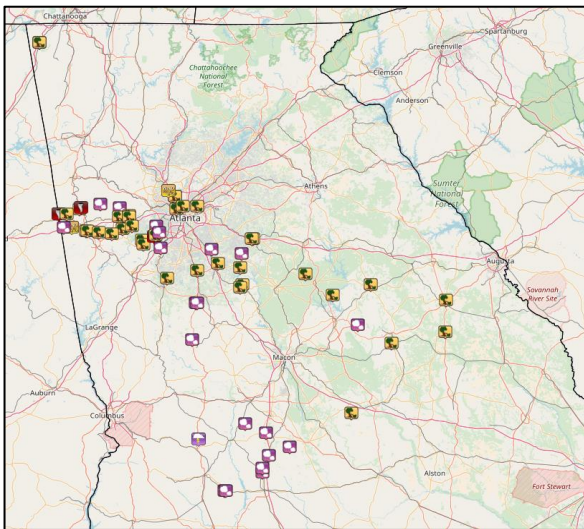 Chattanooga
Spartanburg
Greenville
Chattahoochee
National
Forest
Clemson
Anderson
Athens
Sumter
National
Forest
Atlanta
Augusta
Savannah
River Site
LaGrange
Macon
Auburn
Columbus
Alston
Fort Stewart